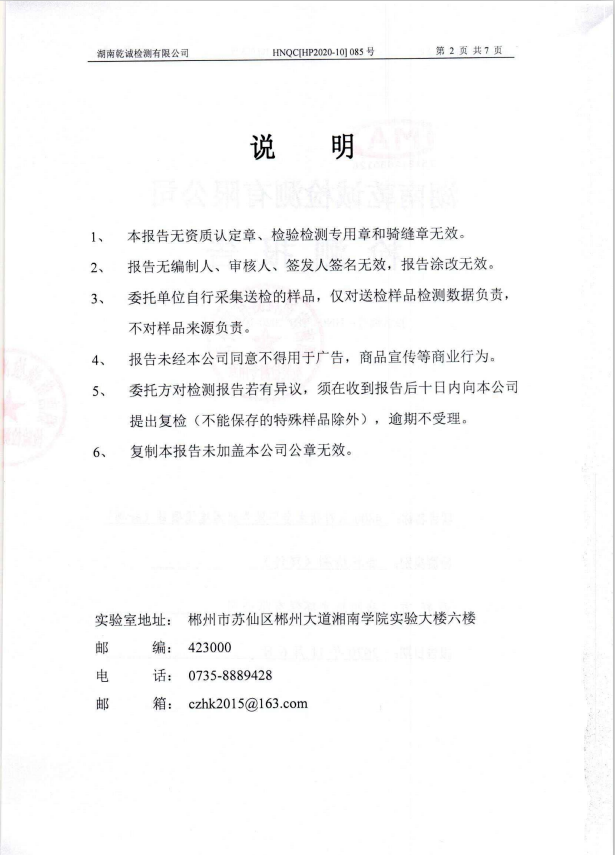 湖南乾诚检测有限公司 HNQC[HP2020-10] 085 号 第 2 页 共 7 页
说 明
1、 本报告无资质认定章、检验检测专用章和骑缝章无效。
2、 报告无编制人、审核人、签发人签名无效，报告涂改无效。
3、 委托单位自行采集送检的样品，仅对送检样品检测数据负责，
不对样品来源负责。
4、 报告未经本公司同意不得用于广告，商品宣传等商业行为。
5、 委托方对检测报告若有异议，须在收到报告后十日内向本公司
提出复检（不能保存的特殊样品除外），逾期不受理。
6、 复制本报告未加盖本公司公章无效。
实验室地址： 郴州市苏仙区郴州大道湘南学院实验大楼六楼
邮 编： 423000
电 话： 0735-8889428
邮 箱： czhk2015@163.com